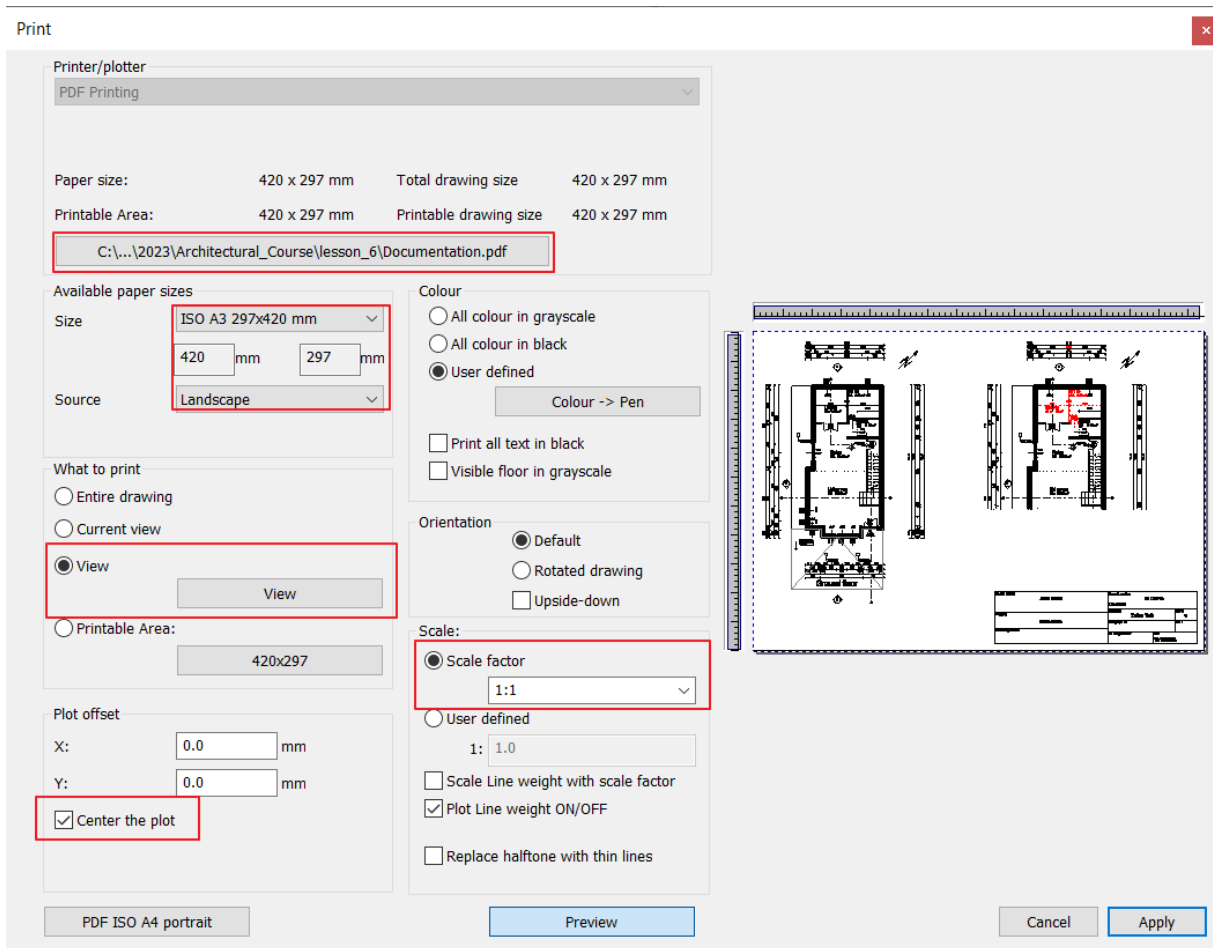 Print
Printer/plotter
PDF Printing
Paper size: 420 x 297 mm Total drawing size 420 x 297 mm
Printable Area: 420 x 297 mm Printable drawing size 420 x 297 mm
C:\...\2023\Architectural_Course\lesson_6\Documentation.pdf
Available paper sizes
Size ISO A3 297x420 mm
420 mm 297 mm
Source Landscape
What to print
Entire drawing
Current view
View
View
Printable Area:
420x297
Plot offset
X: 0.0 mm
Y: 0.0 mm
Center the plot
Colour
All colour in grayscale
All colour in black
User defined
Colour -> Pen
Print all text in black
Visible floor in grayscale
Orientation
Default
Rotated drawing
Upside-down
Scale:
Scale factor
1:1
User defined
1: 1.0
Scale Line weight with scale factor
Plot Line weight ON/OFF
Replace halftone with thin lines
Ground floor
PDF ISO A4 portrait
Preview
Cancel
Apply